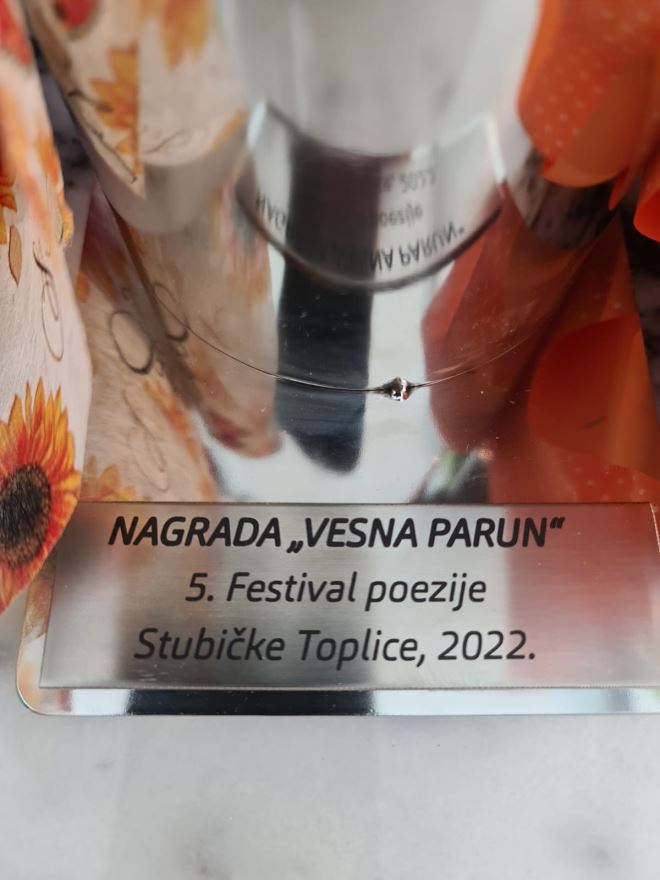 NAGRADA „VESNA PARUN“
5. Festival poezije
Stubičke Toplice, 2022.